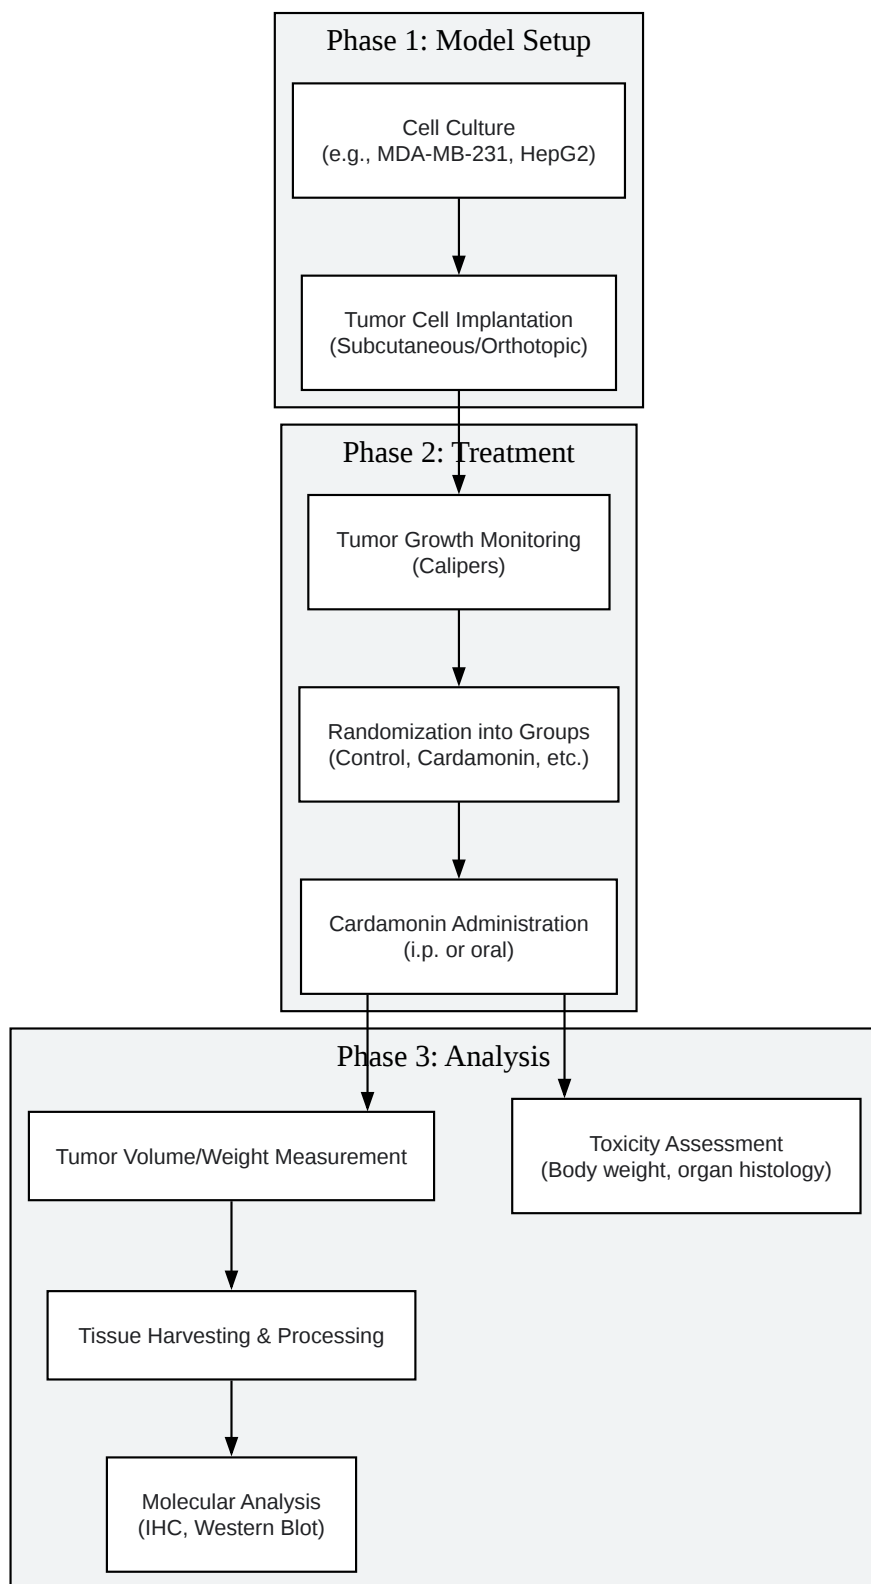 Phase 1: Model Setup
Cell Culture
(e.g., MDA-MB-231, HepG2)
Tumor Cell Implantation
(Subcutaneous/Orthotopic)
Phase 2: Treatment
Tumor Growth Monitoring
(Calipers)
Randomization into Groups
(Control, Cardamonin, etc.)
Cardamonin Administration
(i.p. or oral)
Phase 3: Analysis
Tumor Volume/Weight Measurement
Toxicity Assessment
(Body weight, organ histology)
Tissue Harvesting & Processing
Molecular Analysis
(IHC, Western Blot)